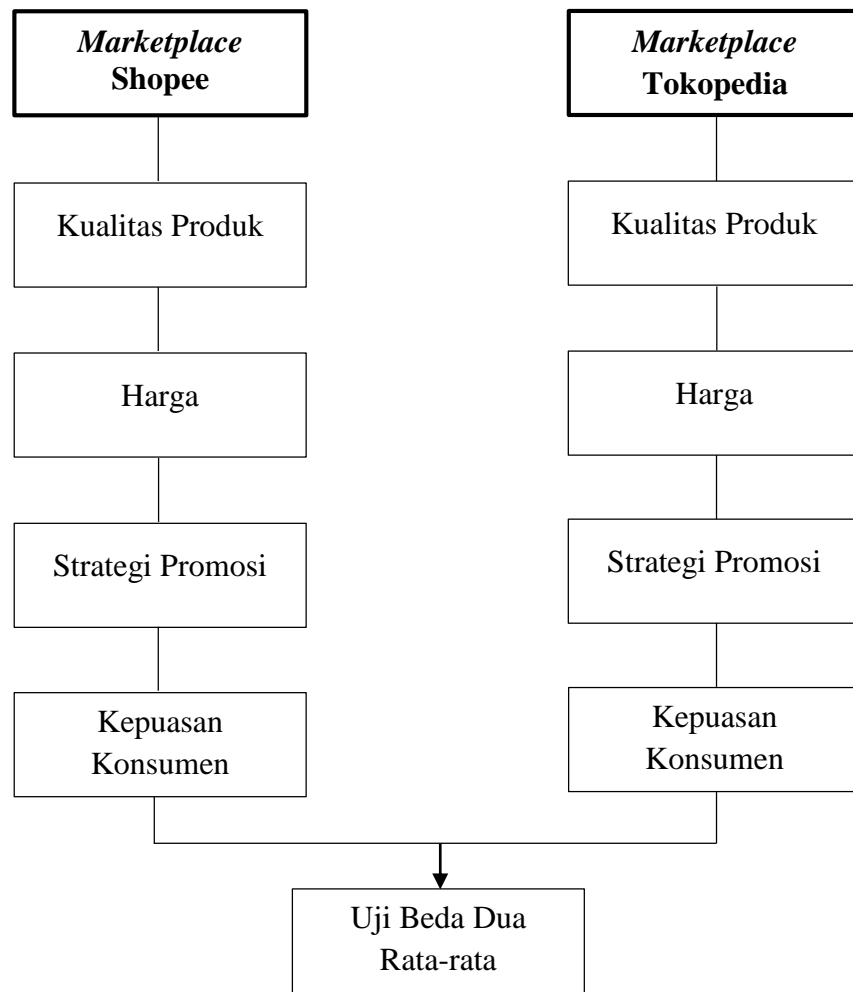 Marketplace
Shopee
Kualitas Produk
Harga
Strategi Promosi
Kepuasan
Konsumen
Marketplace
Tokopedia
Kualitas Produk
Harga
Strategi Promosi
Kepuasan
Konsumen
Uji Beda Dua
Rata-rata